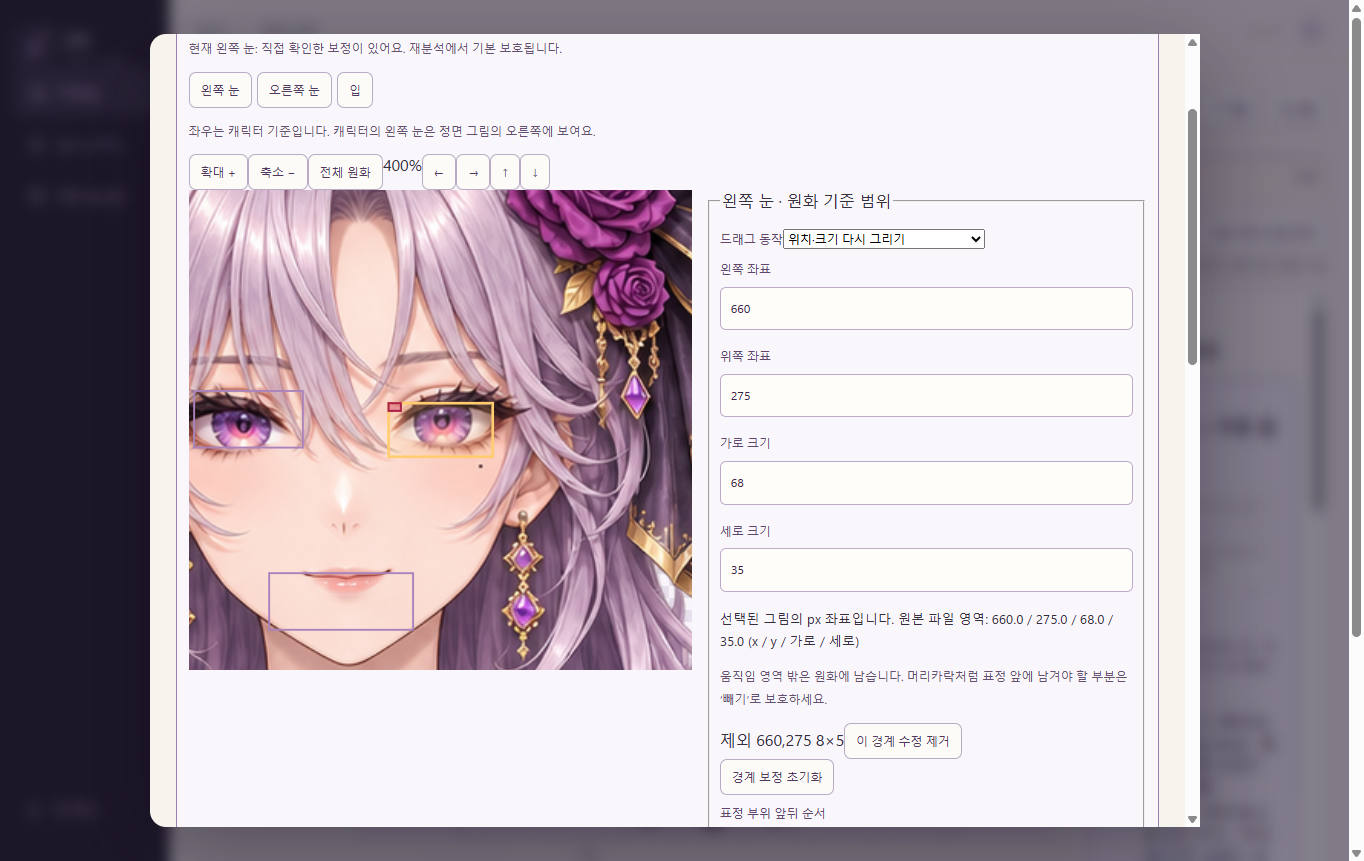 현재 왼쪽 눈: 직접 확인한 보정이 있어요. 재분석에서 기본 보호됩니다.
왼쪽 눈 오른쪽 눈 입
좌우는 캐릭터 기준입니다. 캐릭터의 왼쪽 눈은 정면 그림의 오른쪽에 보여요.
확대 + 축소 − 전체 원화 400% ← → ↑ ↓
왼쪽 눈 · 원화 기준 범위
드래그 동작 위치·크기 다시 그리기
왼쪽 좌표
660
위쪽 좌표
275
가로 크기
68
세로 크기
35
선택된 그림의 px 좌표입니다. 원본 파일 영역: 660.0 / 275.0 / 68.0 /
35.0 (x / y / 가로 / 세로)
움직임 영역 밖은 원화에 남습니다. 머리카락처럼 표정 앞에 남겨야 할 부분은
‘빼기’로 보호하세요.
제외 660,275 8×5 이 경계 수정 제거
경계 보정 초기화
표정 부위 앞뒤 순서